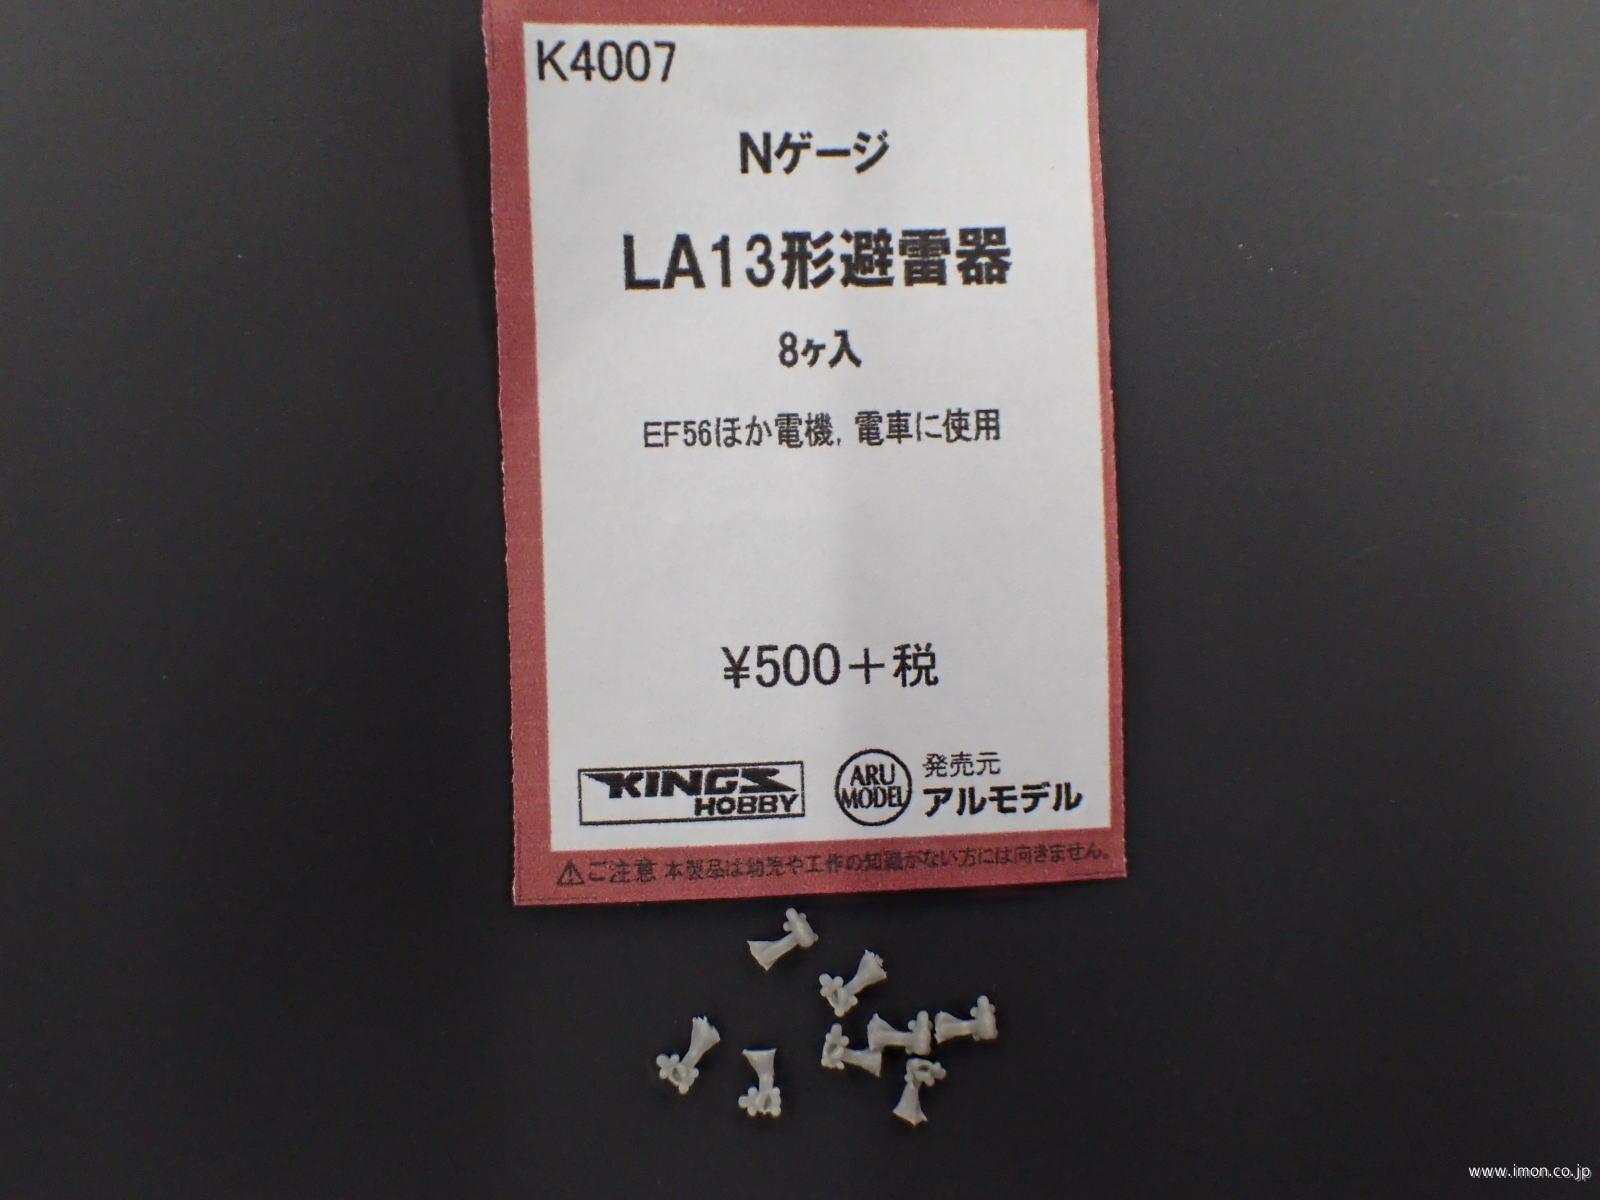 K4007
Nゲージ
LA13形避雷器
8ヶ入
EF56ほか電機, 電車に使用
¥500＋税
KINGS
HOBBY
ARU
MODEL
発売元
アルモデル
⚠ご注意 本製品は幼児や工作の知識がない方には向きません。
www.imon.co.jp